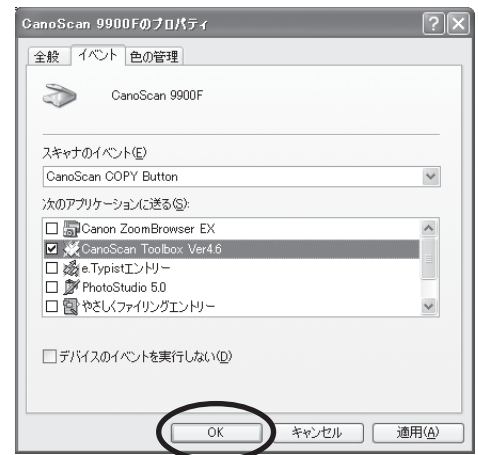 CanoScan 9900Fのプロパティ
全般 イベント 色の管理
CanoScan 9900F
スキャナのイベント(E)
CanoScan COPY Button
次のアプリケーションに送る(S):
Canon ZoomBrowser EX
CanoScan Toolbox Ver4.6
e.Typistエントリー
PhotoStudio 5.0
やさしくファイリングエントリー
デバイスのイベントを実行しない(D)
OK キャンセル 適用(A)